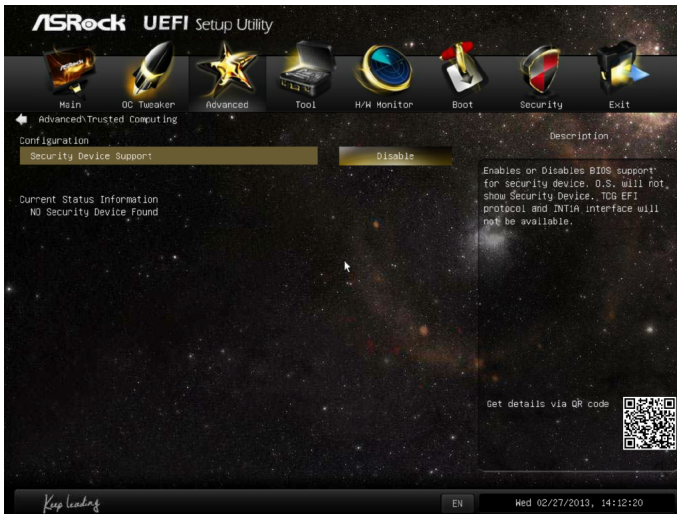 ASRock UEFI Setup Utility
ASRock
Main OC Tweaker Advanced Tool H/W Monitor Boot Security Exit
Advanced\Trusted Computing
Configuration
Security Device Support Disable
Current Status Information
NO Security Device Found
Description
Enables or Disables BIOS support
for security device. O.S. will not
show Security Device. TCG EFI
protocol and INT1A interface will
not be available.
Get details via QR code
Keep Leading
EN Wed 02/27/2013, 14:12:20